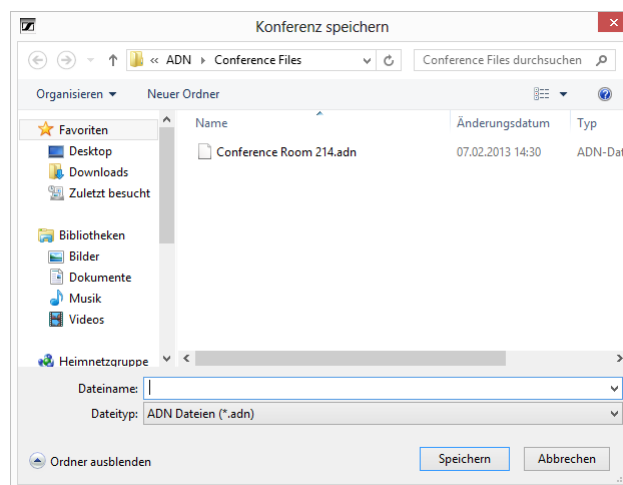 Konferenz speichern
« ADN Conference Files
Conference Files durchsuchen
Organisieren Neuer Ordner
Favoriten
Desktop
Downloads
Zuletzt besucht
Bibliotheken
Bilder
Dokumente
Musik
Videos
Heimnetzgruppe
Name Änderungsdatum Typ
Conference Room 214.adn 07.02.2013 14:30 ADN-Dat
Dateiname:
Dateityp: ADN Dateien (*.adn)
Ordner ausblenden
Speichern Abbrechen